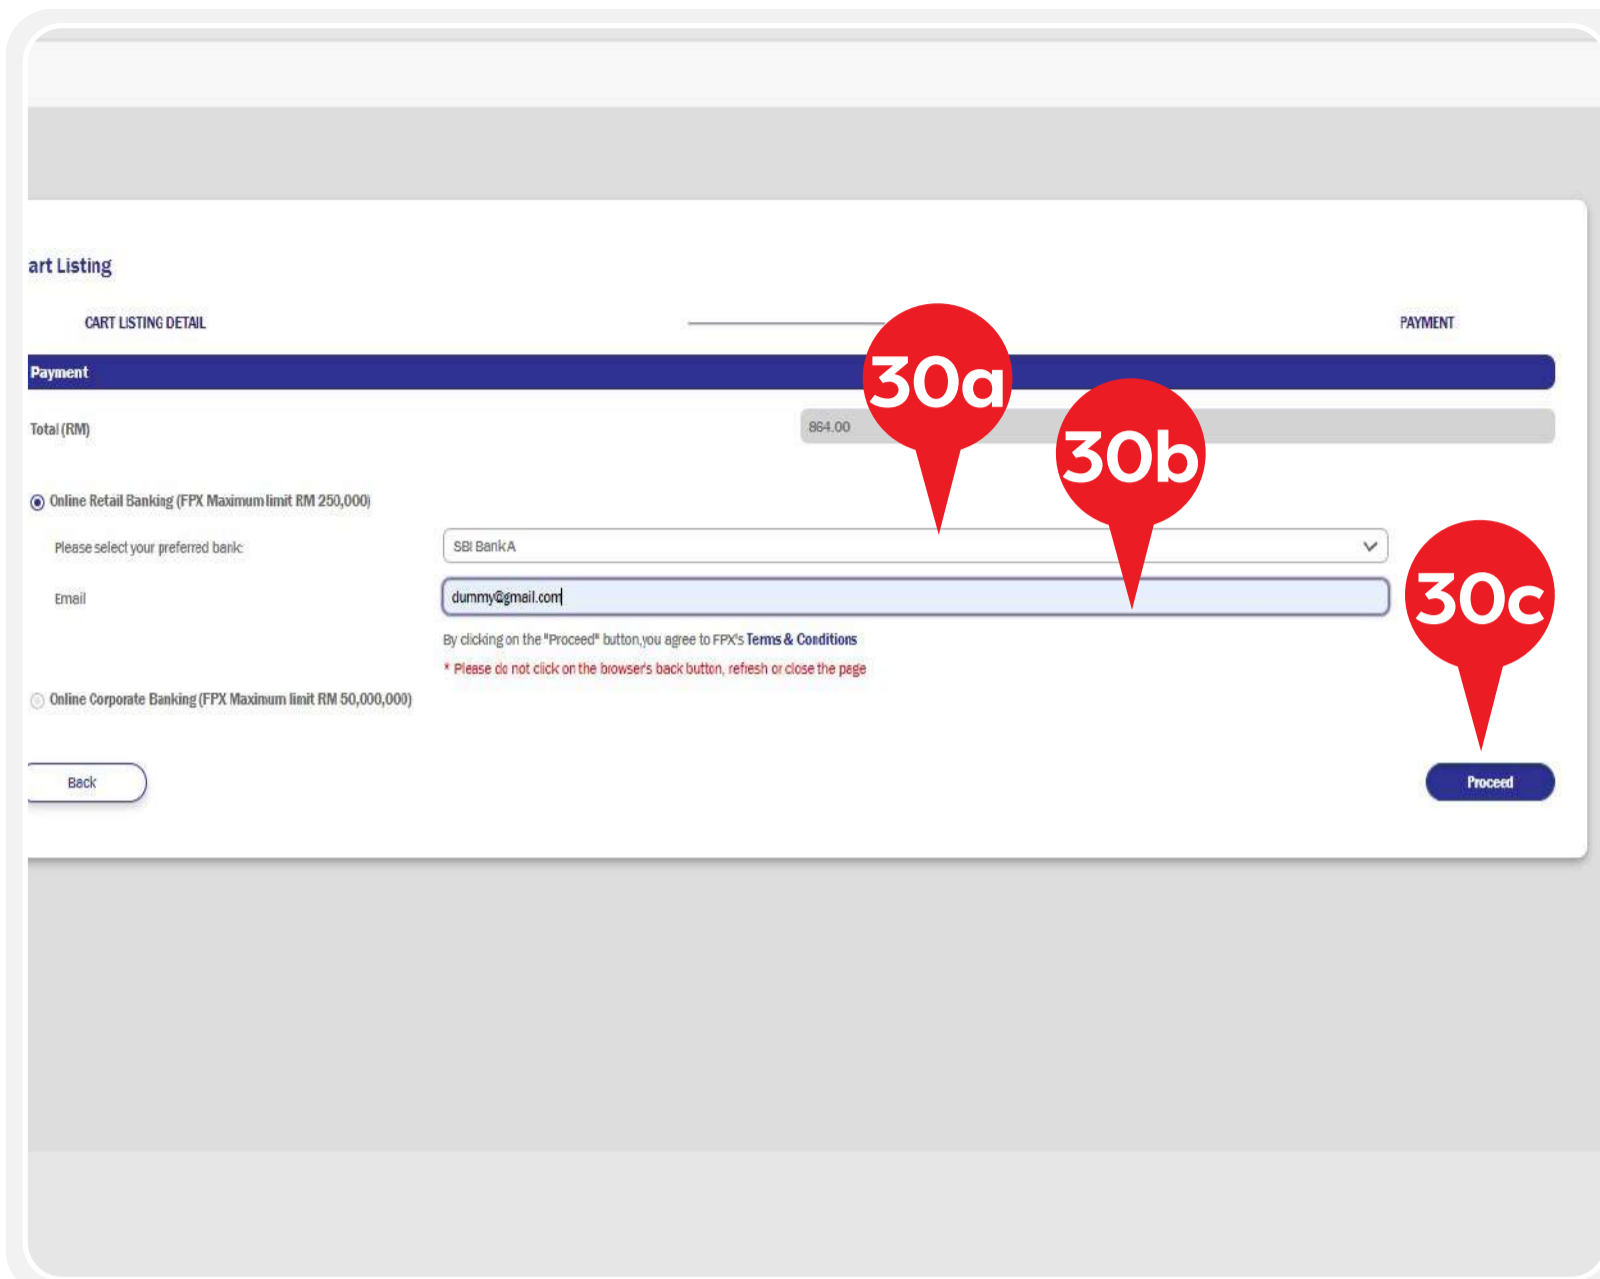 art Listing
CART LISTING DETAIL
PAYMENT
Payment
Total (RM)
864.00
30a
30b
Online Retail Banking (FPX Maximum limit RM 250,000)
Please select your preferred bank:
SBI Bank A
Email
dummy@gmail.com
30c
By clicking on the "Proceed" button,you agree to FPX's Terms & Conditions
* Please do not click on the browser's back button, refresh or close the page
Online Corporate Banking (FPX Maximum limit RM 50,000,000)
Back
Proceed